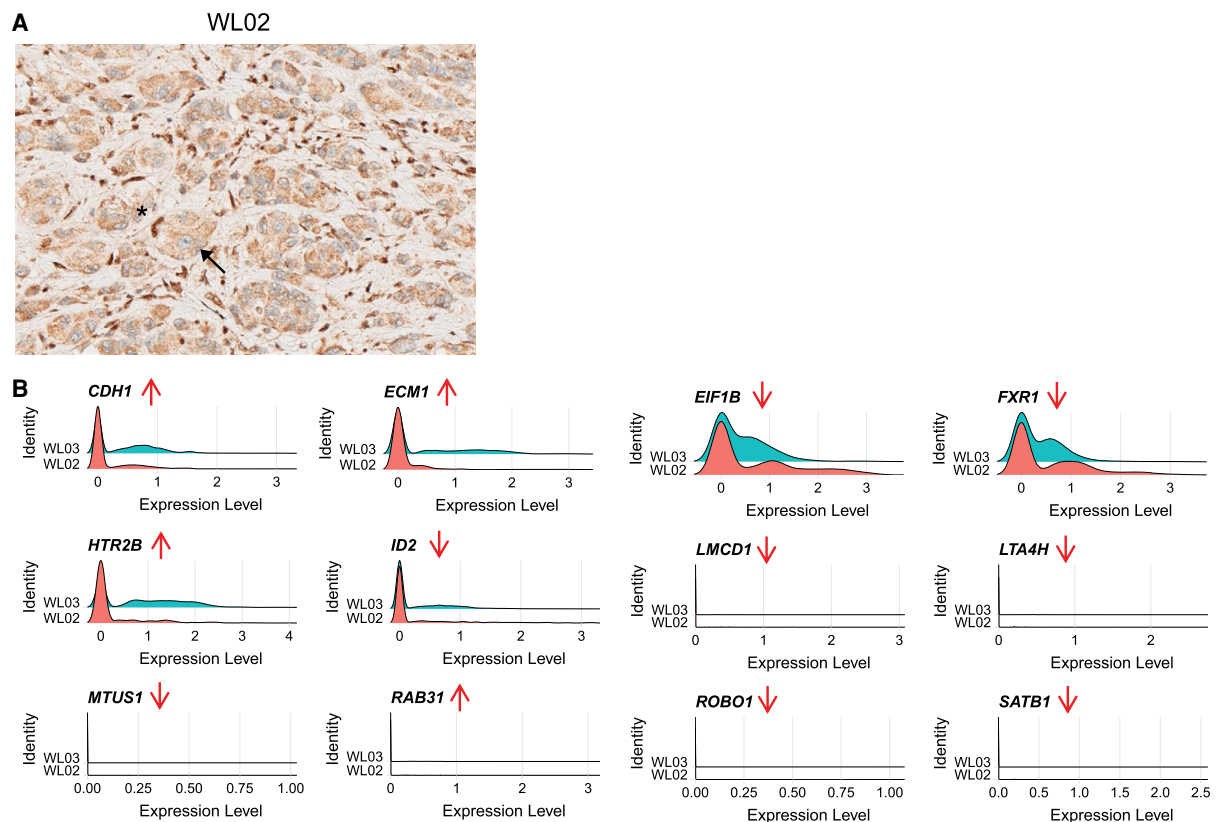 A
WL02
*
B
CDH1
Identity
WL03
WL02
0 1 2 3
Expression Level
ECM1
Identity
WL03
WL02
0 1 2 3
Expression Level
EIF1B
Identity
WL03
WL02
0 1 2 3
Expression Level
FXR1
Identity
WL03
WL02
0 1 2 3
Expression Level
HTR2B
Identity
WL03
WL02
0 1 2 3 4
Expression Level
ID2
Identity
WL03
WL02
0 1 2 3
Expression Level
LMCD1
Identity
WL03
WL02
0 1 2 3
Expression Level
LTA4H
Identity
WL03
WL02
0 1 2
Expression Level
MTUS1
Identity
WL03
WL02
0.00 0.25 0.50 0.75 1.00
Expression Level
RAB31
Identity
WL03
WL02
0 1 2 3
Expression Level
ROBO1
Identity
WL03
WL02
0.00 0.25 0.50 0.75 1.00
Expression Level
SATB1
Identity
WL03
WL02
0.0 0.5 1.0 1.5 2.0 2.5
Expression Level